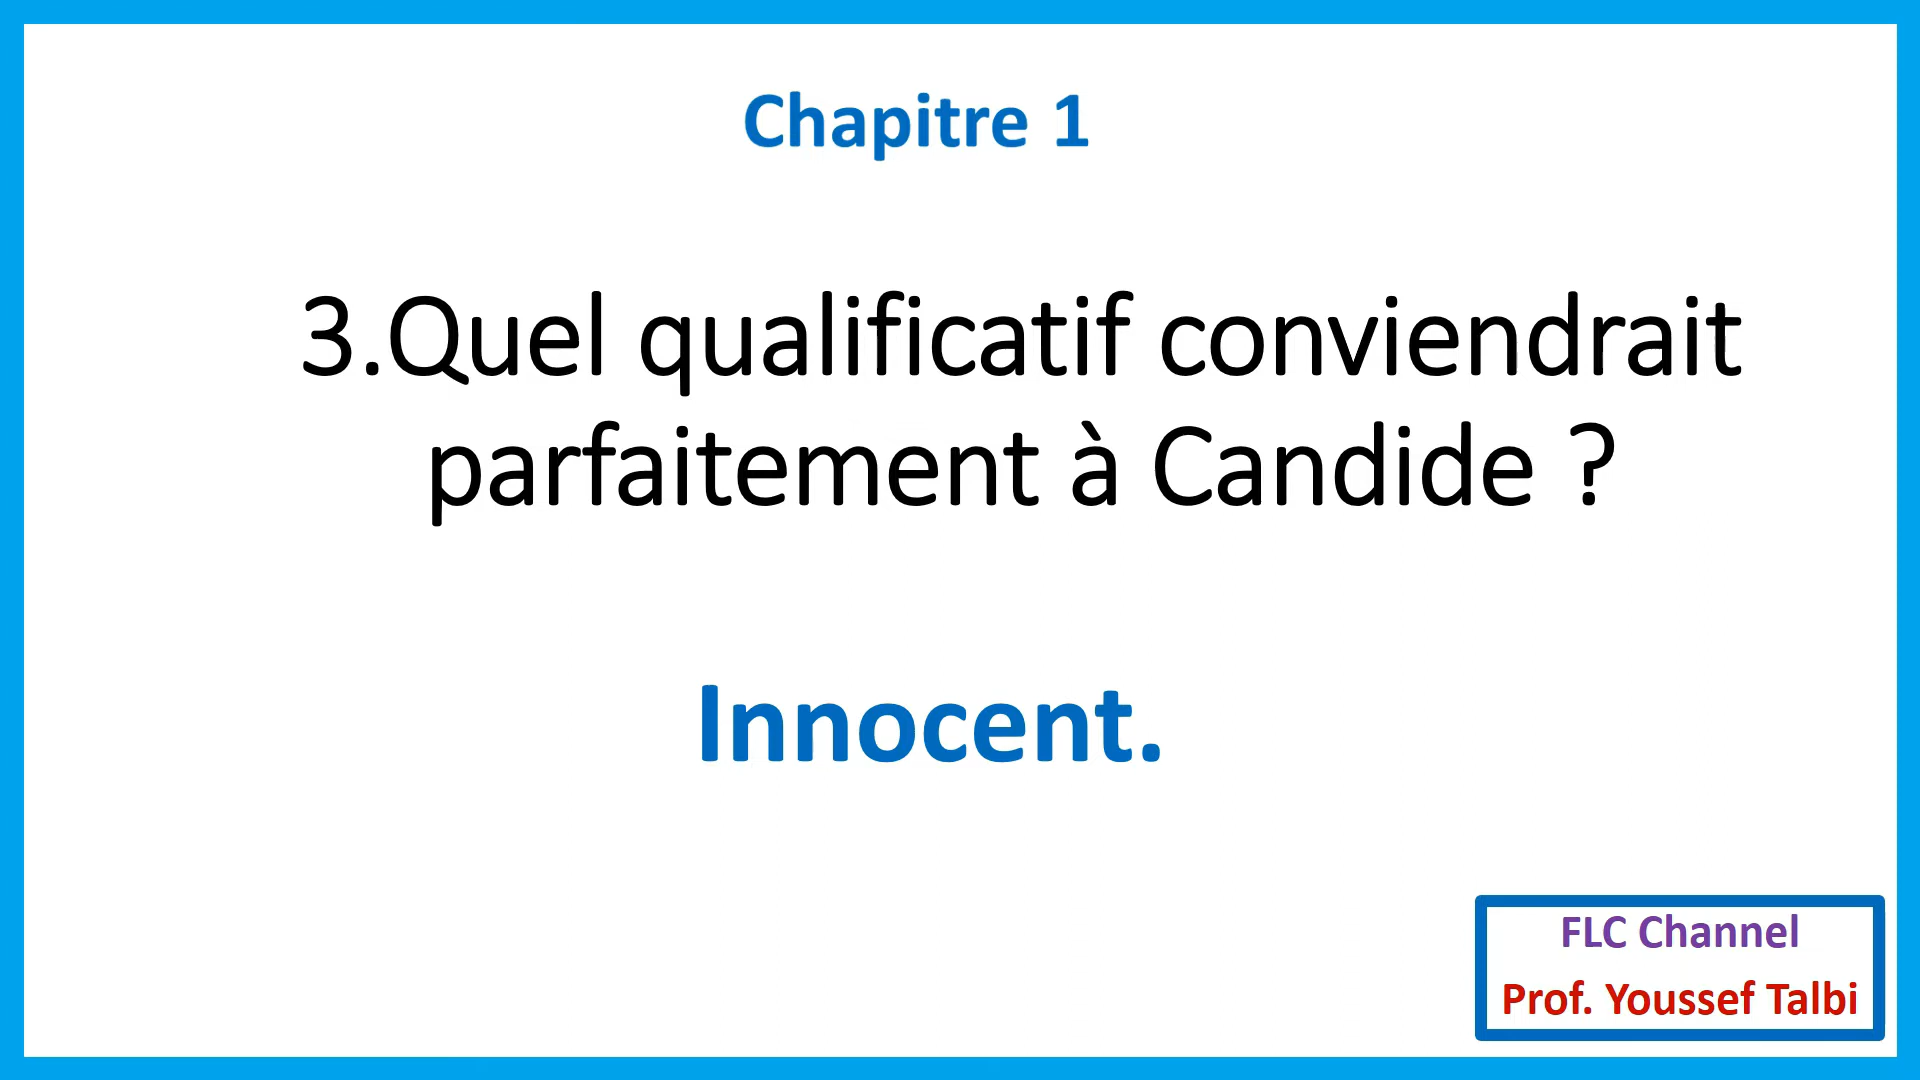 Chapitre 1
3.Quel qualificatif conviendrait
parfaitement à Candide ?
Innocent.
FLC Channel
Prof. Youssef Talbi